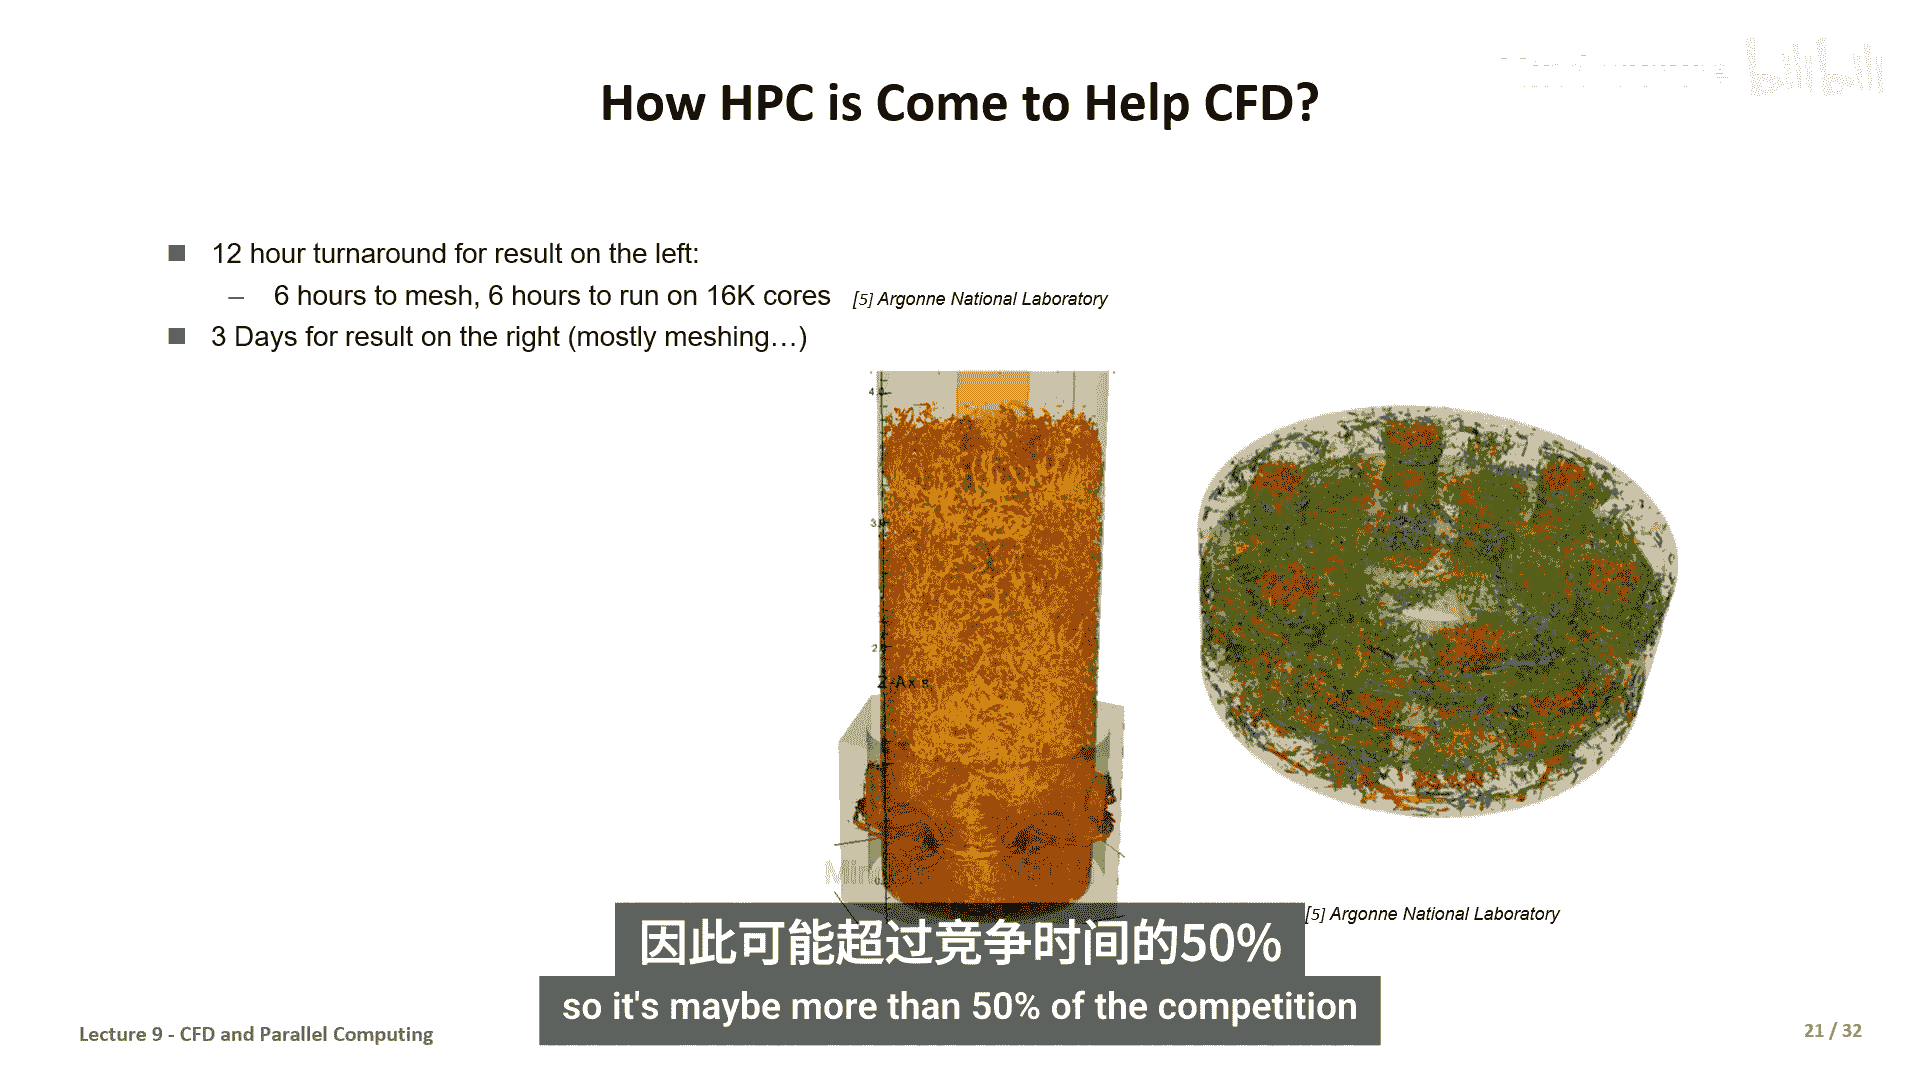 How HPC is Come to Help CFD?
bilibili
12 hour turnaround for result on the left:
– 6 hours to mesh, 6 hours to run on 16K cores [5] Argonne National Laboratory
3 Days for result on the right (mostly meshing…)
Z-Axis
[5] Argonne National Laboratory
因此可能超过竞争时间的50%
so it's maybe more than 50% of the competition
Lecture 9 - CFD and Parallel Computing
21 / 32